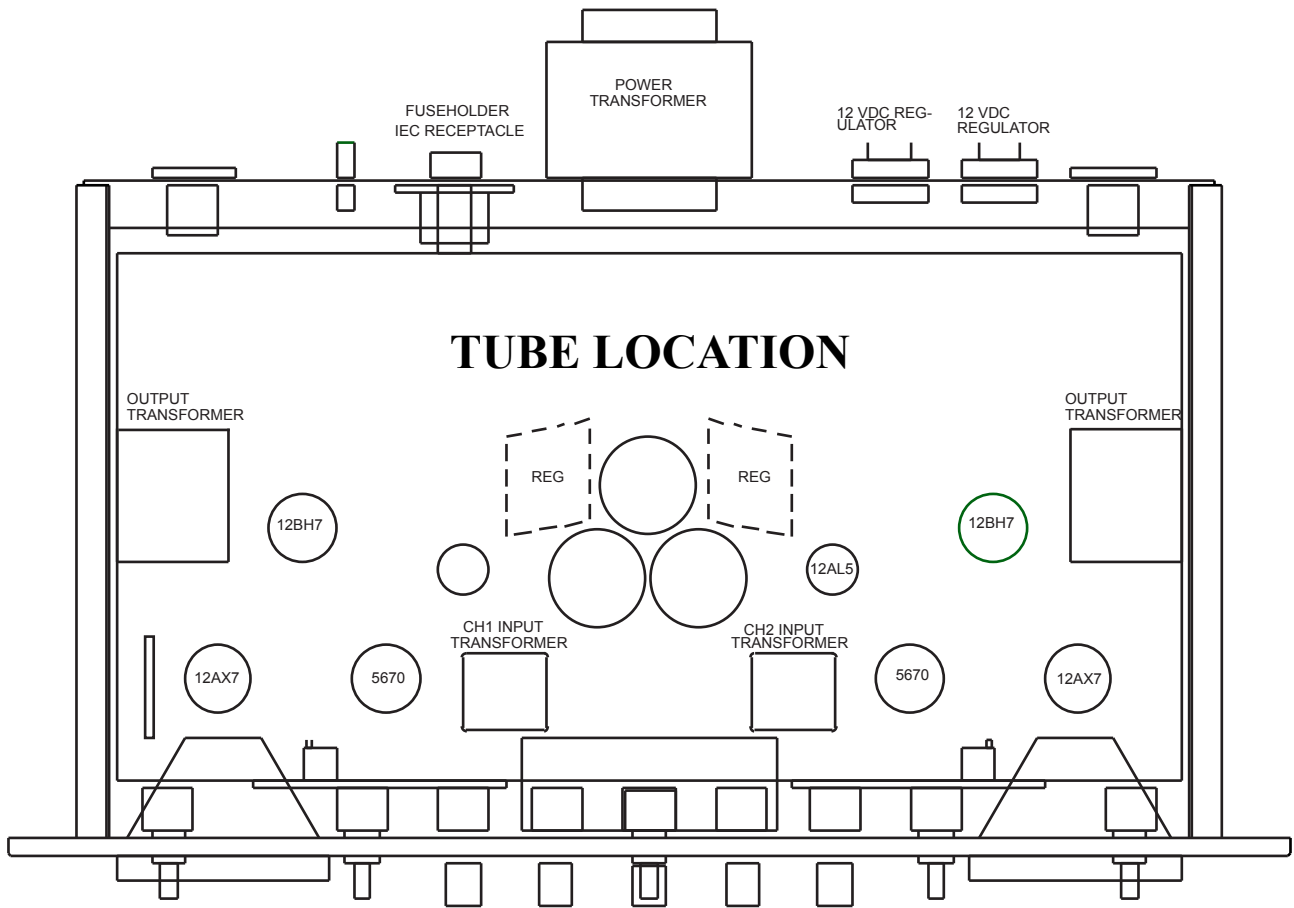 POWER
TRANSFORMER
FUSEHOLDER
IEC RECEPTACLE
12 VDC REG-
ULATOR
12 VDC
REGULATOR
TUBE LOCATION
OUTPUT
TRANSFORMER
OUTPUT
TRANSFORMER
REG
REG
12BH7
12BH7
12AL5
CH1 INPUT
TRANSFORMER
CH2 INPUT
TRANSFORMER
12AX7
5670
5670
12AX7